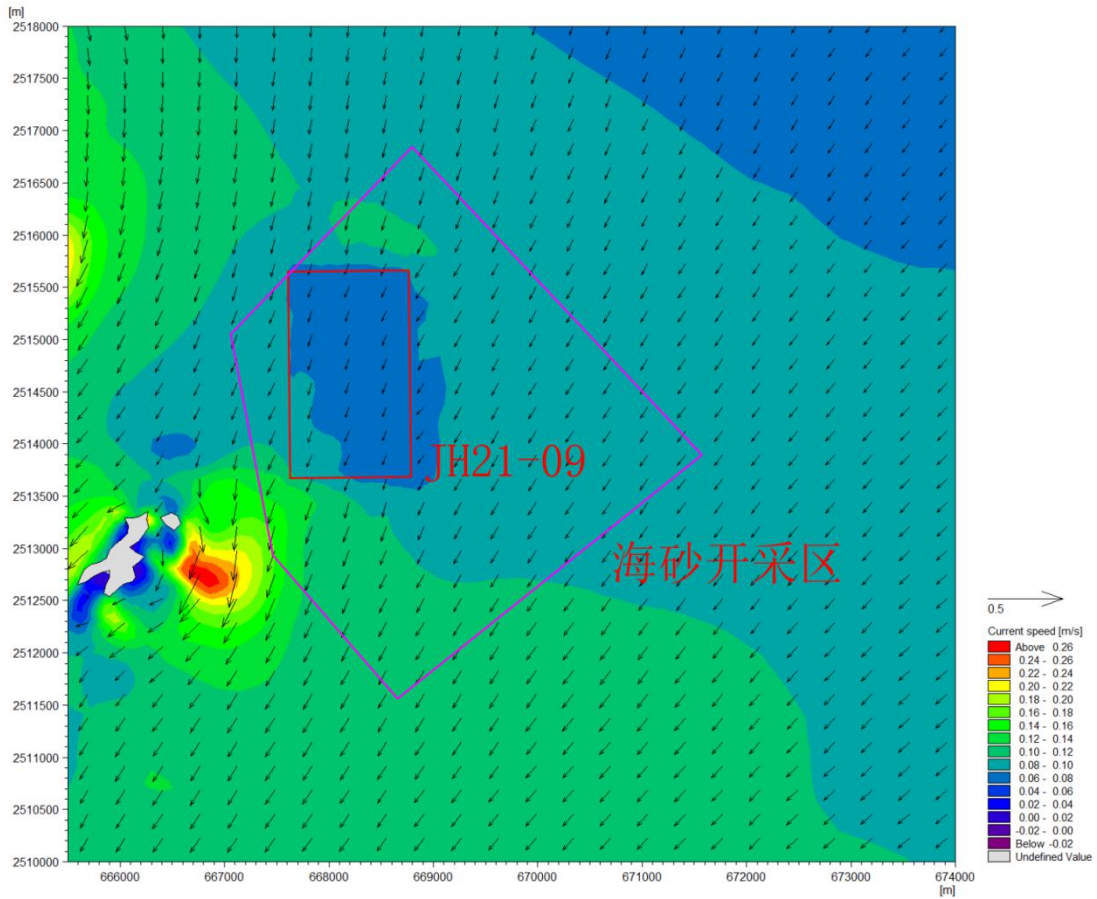 [m]
2518000
2517500
2517000
2516500
2516000
2515500
2515000
2514500
2514000
2513500
2513000
2512500
2512000
2511500
2511000
2510500
2510000
JH21-09
海砂开采区
666000 667000 668000 669000 670000 671000 672000 673000 674000
[m]
0.5
Current speed [m/s]
Above 0.26
0.24 - 0.26
0.22 - 0.24
0.20 - 0.22
0.18 - 0.20
0.16 - 0.18
0.14 - 0.16
0.12 - 0.14
0.10 - 0.12
0.08 - 0.10
0.06 - 0.08
0.04 - 0.06
0.02 - 0.04
0.00 - 0.02
-0.02 - 0.00
Below -0.02
Undefined Value